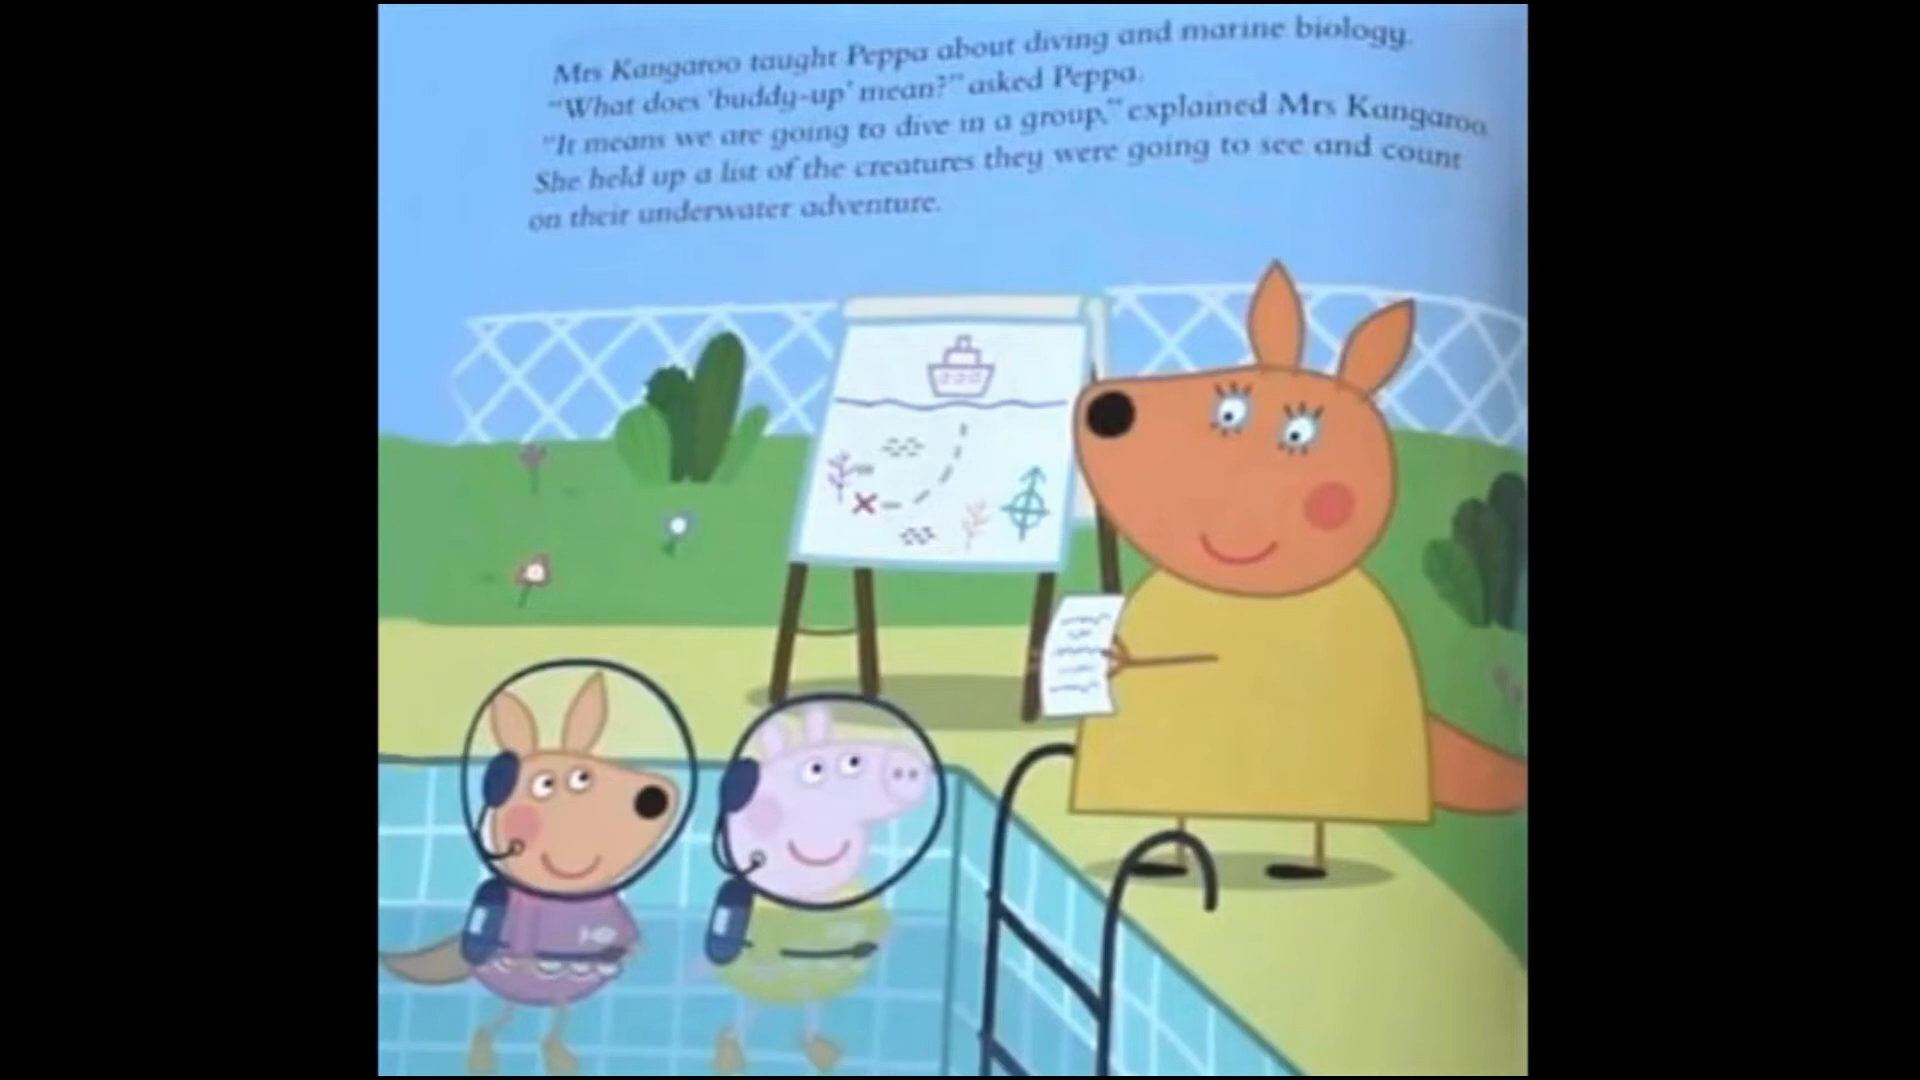 Mrs Kangaroo taught Peppa about diving and marine biology.
“What does ‘buddy-up’ mean?” asked Peppa.
“It means we are going to dive in a group,” explained Mrs Kangaroo
She held up a list of the creatures they were going to see and count
on their underwater adventure.